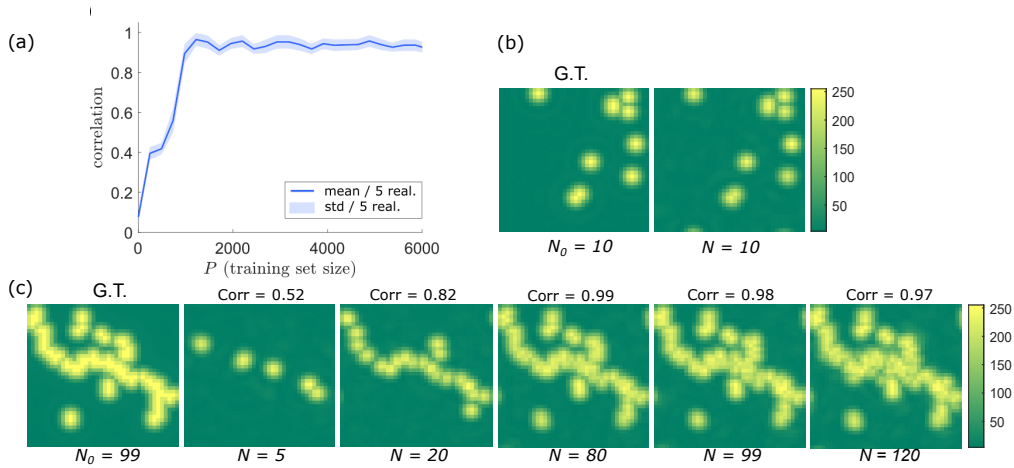 (a)
1
0.8
0.6
0.4
0.2
0
correlation
mean / 5 real.
std / 5 real.
0 2000 4000 6000
P (training set size)
(b)
G.T.
N₀ = 10
N = 10
250
200
150
100
50
(c)
G.T.
Corr = 0.52
Corr = 0.82
Corr = 0.99
Corr = 0.98
Corr = 0.97
N₀ = 99
N = 5
N = 20
N = 80
N = 99
N = 120
250
200
150
100
50